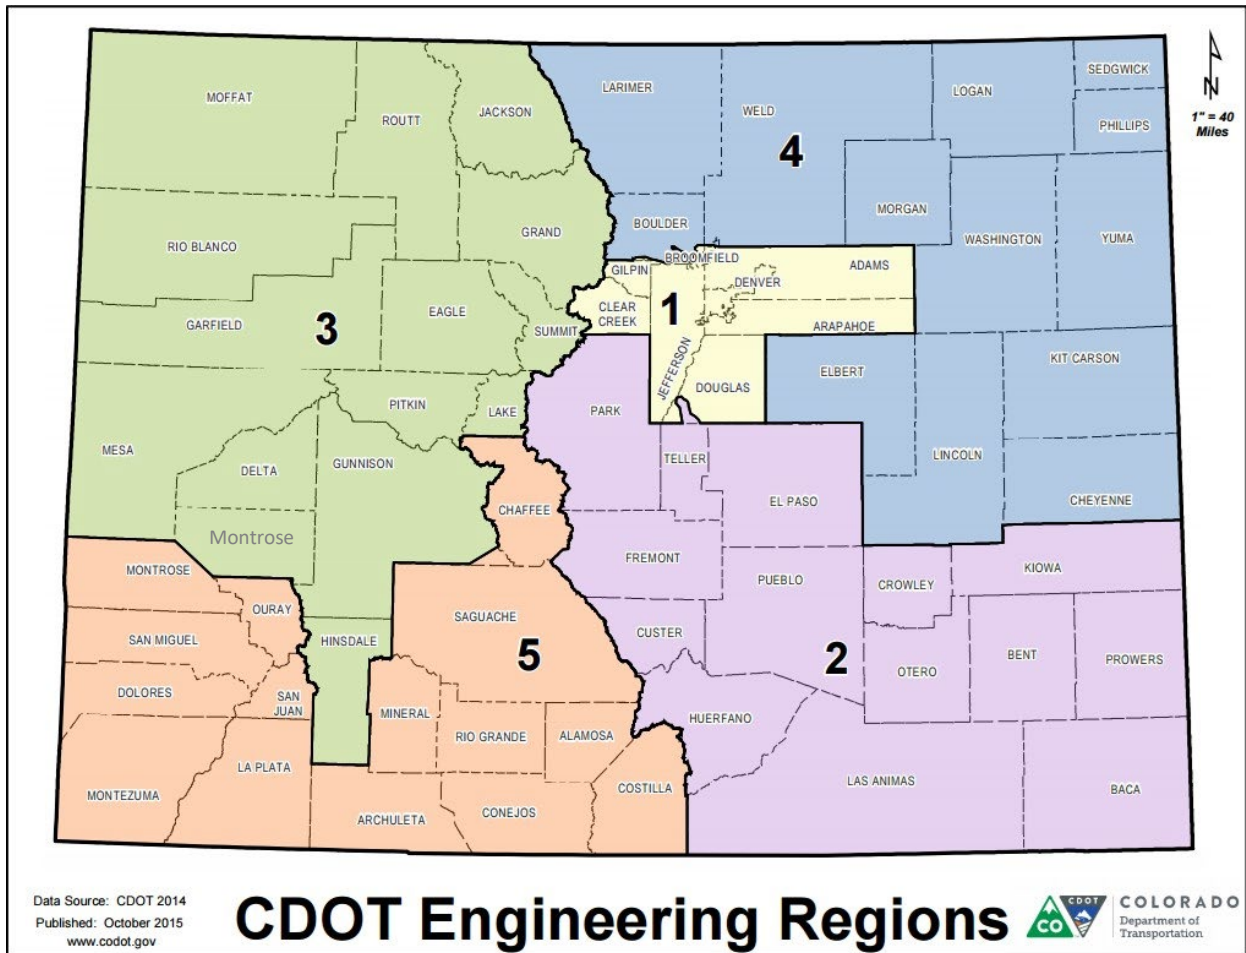 MOFFAT
ROUTT
JACKSON
LARIMER
WELD
LOGAN
SEDGWICK
PHILLIPS
N
1" = 40
Miles
4
RIO BLANCO
GRAND
BOULDER
MORGAN
WASHINGTON
YUMA
GILPIN
BROOMFIELD
DENVER
ADAMS
GARFIELD
3
EAGLE
SUMMIT
CLEAR
CREEK
1
ARAPAHOE
JEFFERSON
DOUGLAS
ELBERT
KIT CARSON
MESA
PITKIN
LAKE
PARK
DELTA
GUNNISON
TELLER
LINCOLN
CHEYENNE
Montrose
CHAFFEE
EL PASO
MONTROSE
OURAY
FREMONT
PUEBLO
CROWLEY
KIOWA
SAN MIGUEL
HINSDALE
SAGUACHE
5
CUSTER
2
OTERO
BENT
PROWERS
DOLORES
SAN
JUAN
MINERAL
RIO GRANDE
ALAMOSA
HUERFANO
LA PLATA
MONTEZUMA
ARCHULETA
CONEJOS
COSTILLA
LAS ANIMAS
BACA
Data Source: CDOT 2014
Published: October 2015
www.codot.gov
CDOT Engineering Regions
CO
CDOT
COLORADO
Department of
Transportation